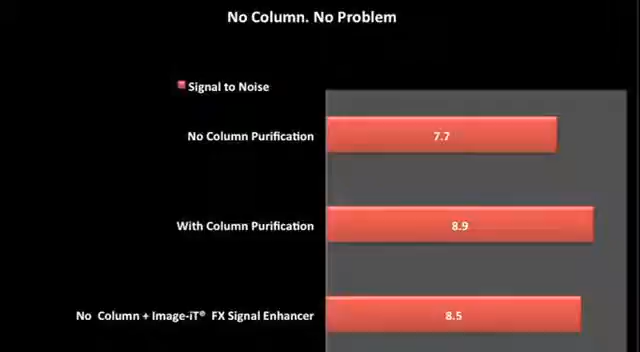 No Column. No Problem
Signal to Noise
No Column Purification
7.7
With Column Purification
8.9
No Column + Image-iT® FX Signal Enhancer
8.5